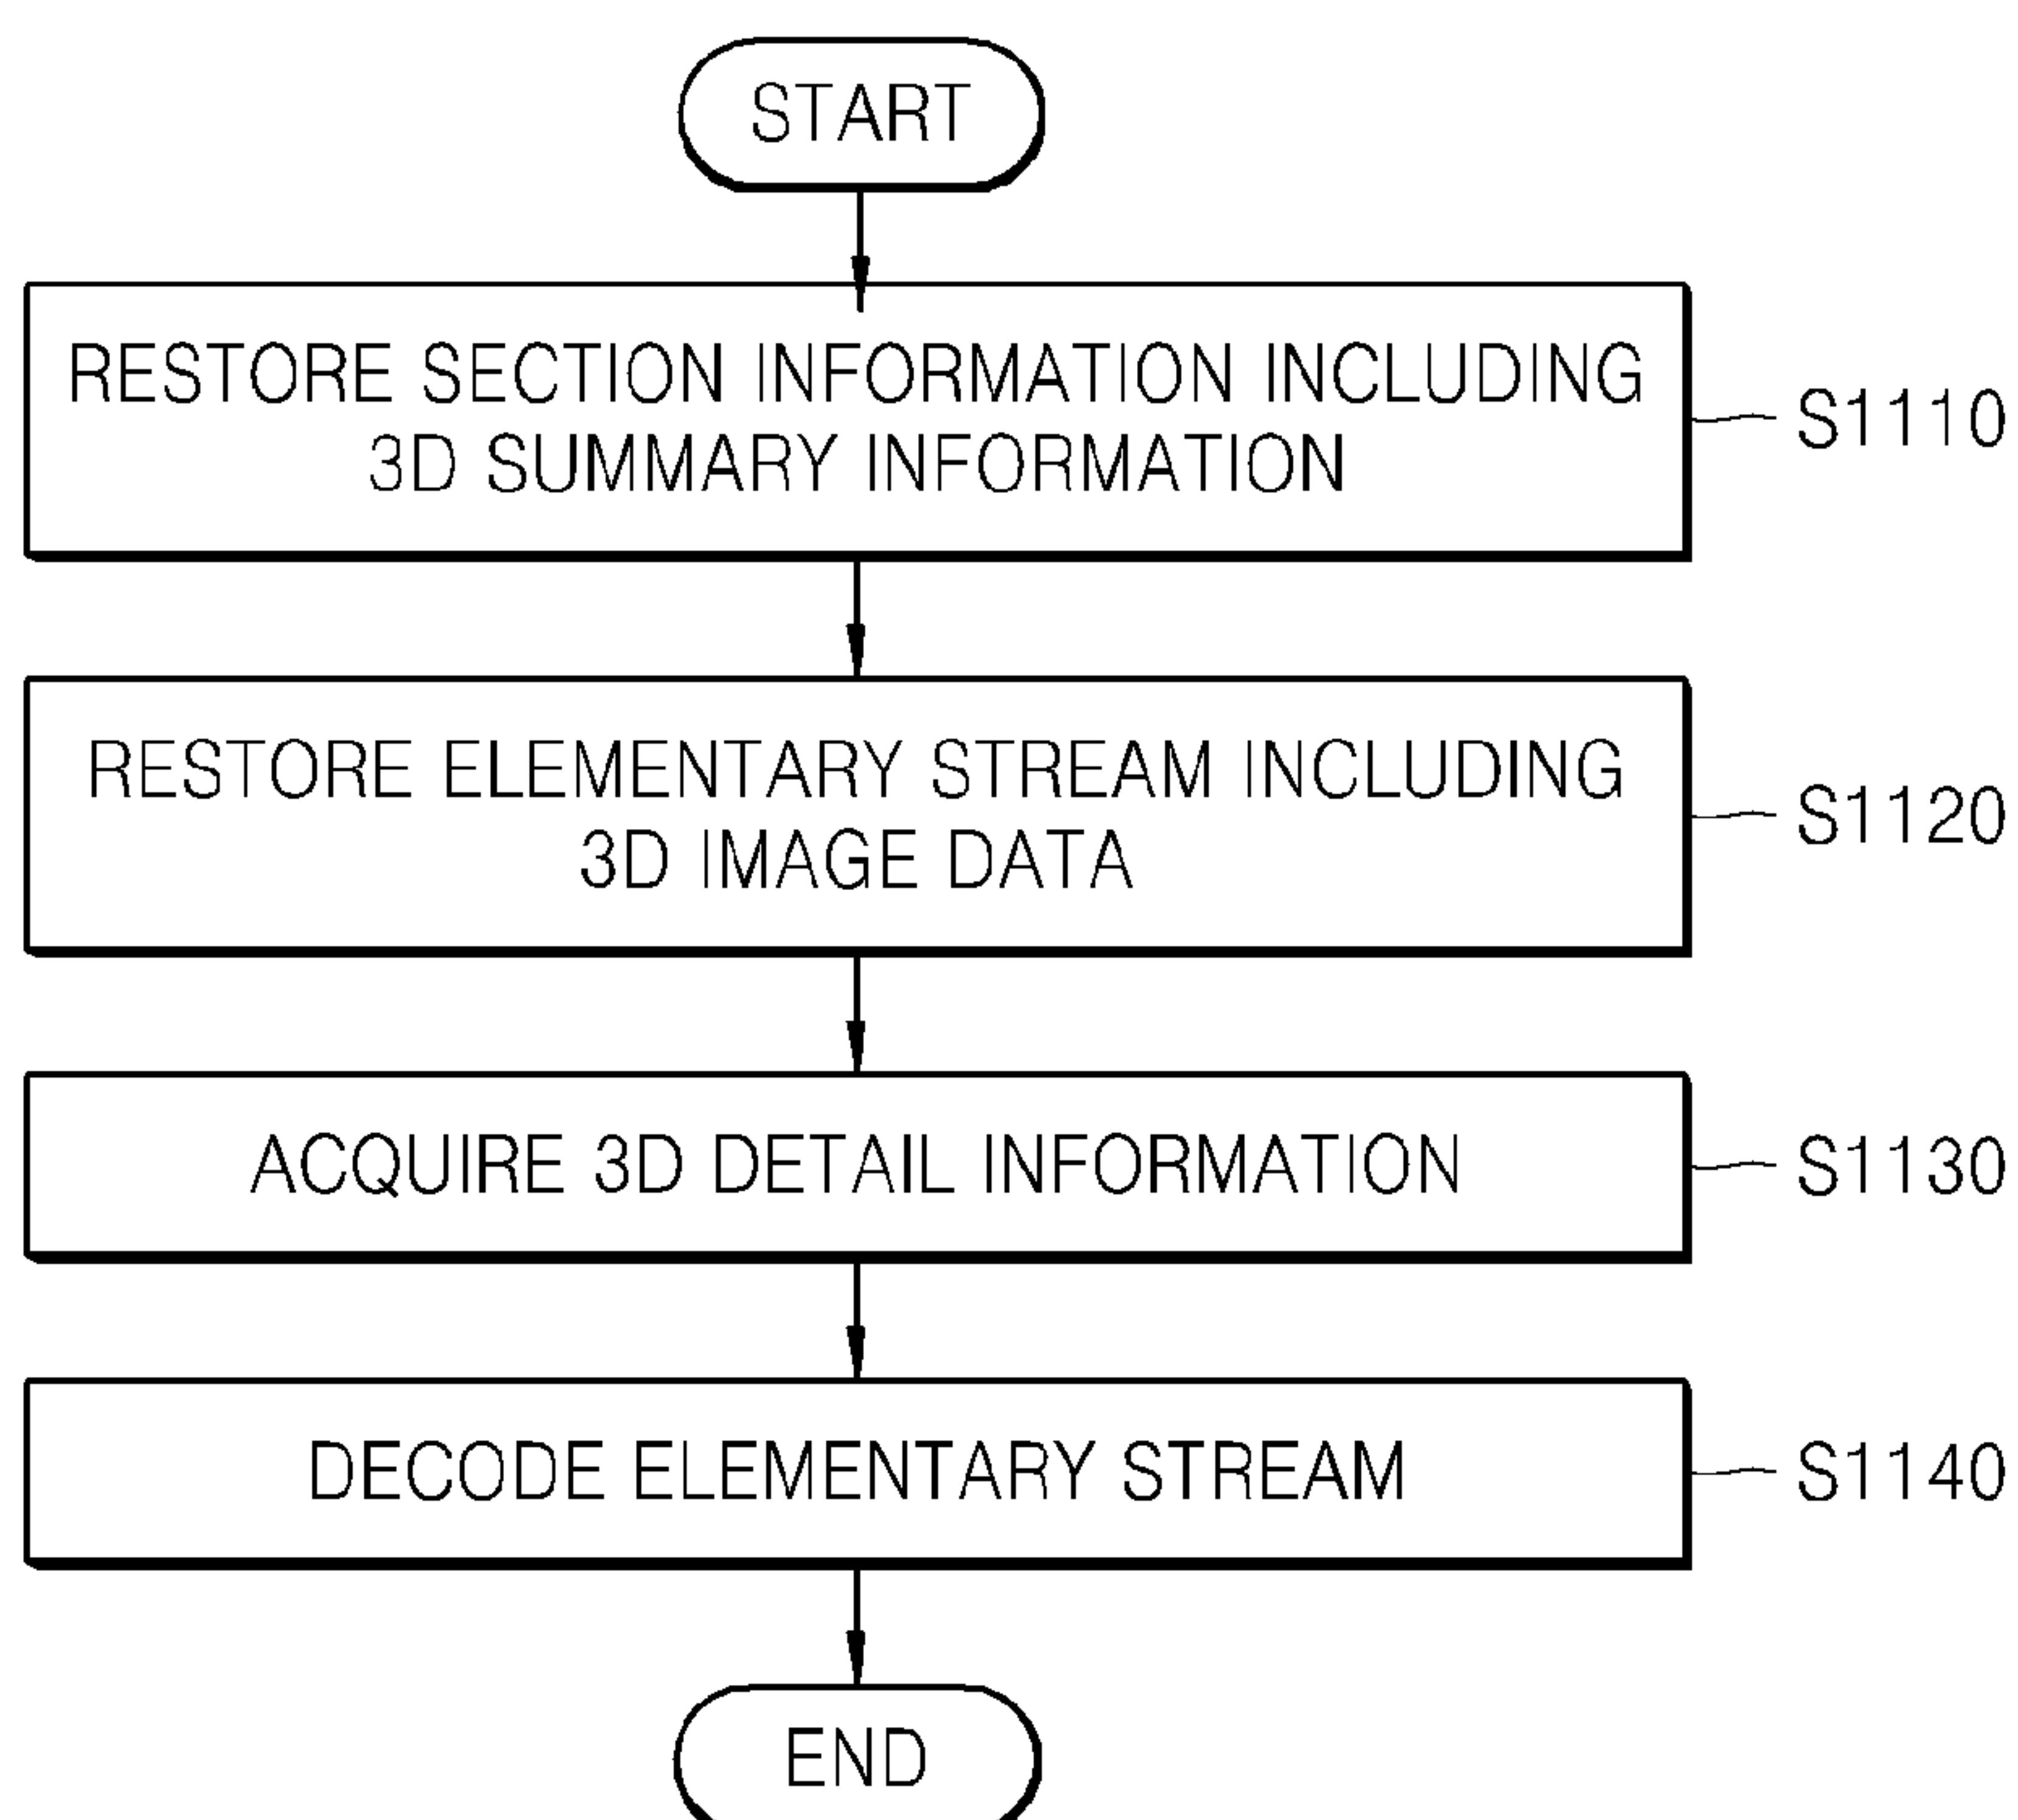 START
RESTORE SECTION INFORMATION INCLUDING
3D SUMMARY INFORMATION
S1110
RESTORE ELEMENTARY STREAM INCLUDING
3D IMAGE DATA
S1120
ACQUIRE 3D DETAIL INFORMATION
S1130
DECODE ELEMENTARY STREAM
S1140
END